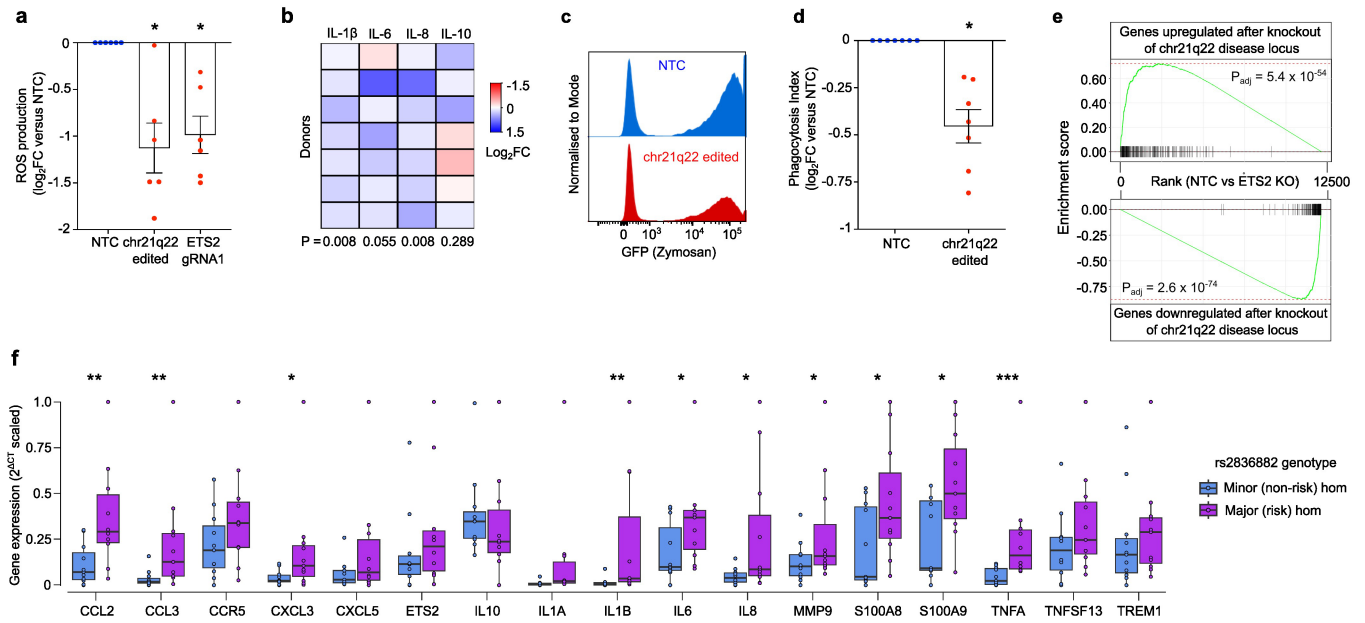 a
*
*
0
-0.5
-1
-1.5
-2
ROS production
(log2FC versus NTC)
NTC
chr21q22
edited
ETS2
gRNA1
b
IL-1β
IL-6
IL-8
IL-10
Donors
P =
0.008
0.055
0.008
0.289
-1.5
0
1.5
Log2FC
c
NTC
chr21q22 edited
Normalised to Mode
0
10^3
10^4
10^5
GFP (Zymosan)
d
*
0
-0.25
-0.5
-0.75
-1
Phagocytosis Index
(log2FC versus NTC)
NTC
chr21q22
edited
e
Genes upregulated after knockout
of chr21q22 disease locus
Padj = 5.4 x 10^-54
0.60
0.40
0.20
0.00
0
Rank (NTC vs ETS2 KO)
12500
Enrichment score
0.00
-0.25
-0.50
-0.75
Padj = 2.6 x 10^-74
Genes downregulated after knockout
of chr21q22 disease locus
f
**
**
*
**
*
*
*
*
*
***
1.0
0.75
0.5
0.25
0
Gene expression (2^ΔCT scaled)
CCL2
CCL3
CCR5
CXCL3
CXCL5
ETS2
IL10
IL1A
IL1B
IL6
IL8
MMP9
S100A8
S100A9
TNFA
TNFSF13
TREM1
rs2836882 genotype
Minor (non-risk) hom
Major (risk) hom